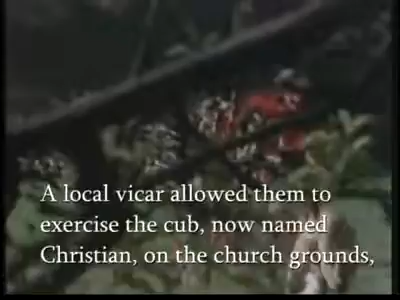 A local vicar allowed them to
exercise the cub, now named
Christian, on the church grounds,